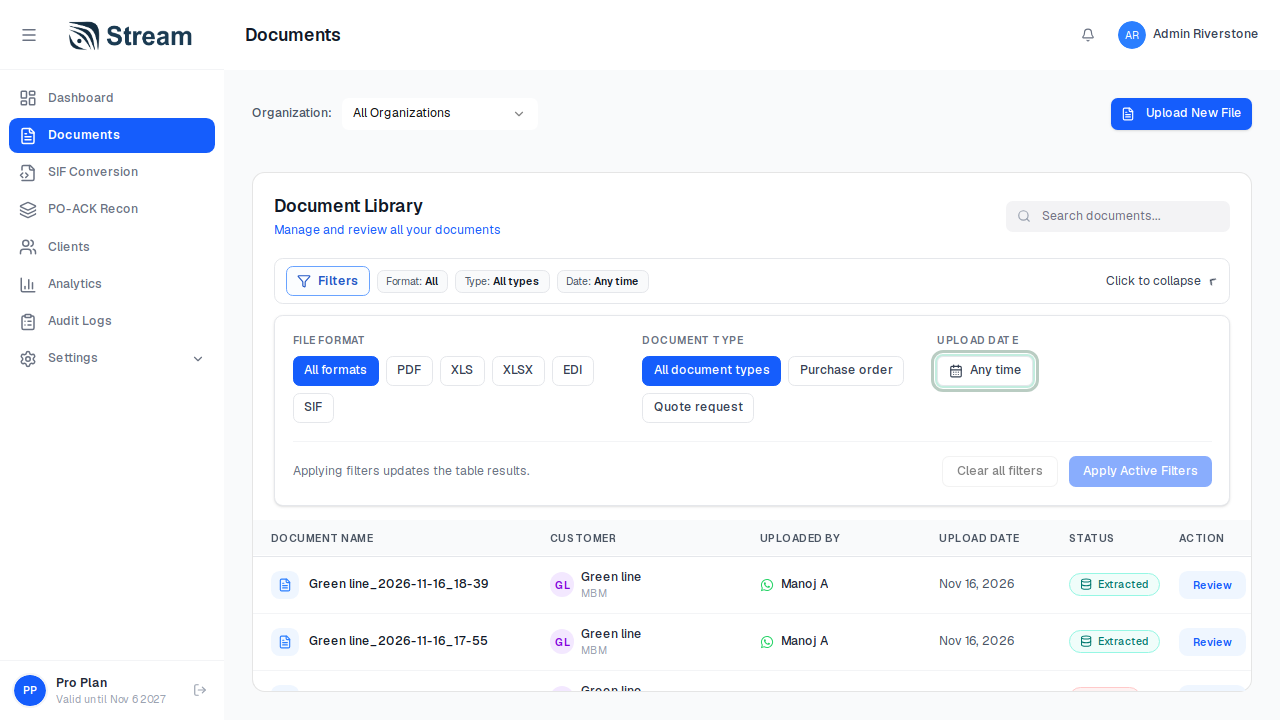 Stream
Documents
AR
Admin Riverstone
Dashboard
Documents
SIF Conversion
PO-ACK Recon
Clients
Analytics
Audit Logs
Settings
PP
Pro Plan
Valid until Nov 6 2027
Organization:
All Organizations
Upload New File
Document Library
Manage and review all your documents
Search documents...
Filters
Format: All
Type: All types
Date: Any time
Click to collapse
FILE FORMAT
All formats
PDF
XLS
XLSX
EDI
SIF
DOCUMENT TYPE
All document types
Purchase order
Quote request
UPLOAD DATE
Any time
Applying filters updates the table results.
Clear all filters
Apply Active Filters
DOCUMENT NAME CUSTOMER UPLOADED BY UPLOAD DATE STATUS ACTION
Green line_2026-11-16_18-39
GL
Green line
MBM
Manoj A
Nov 16, 2026
Extracted
Review
Green line_2026-11-16_17-55
GL
Green line
MBM
Manoj A
Nov 16, 2026
Extracted
Review
Green line